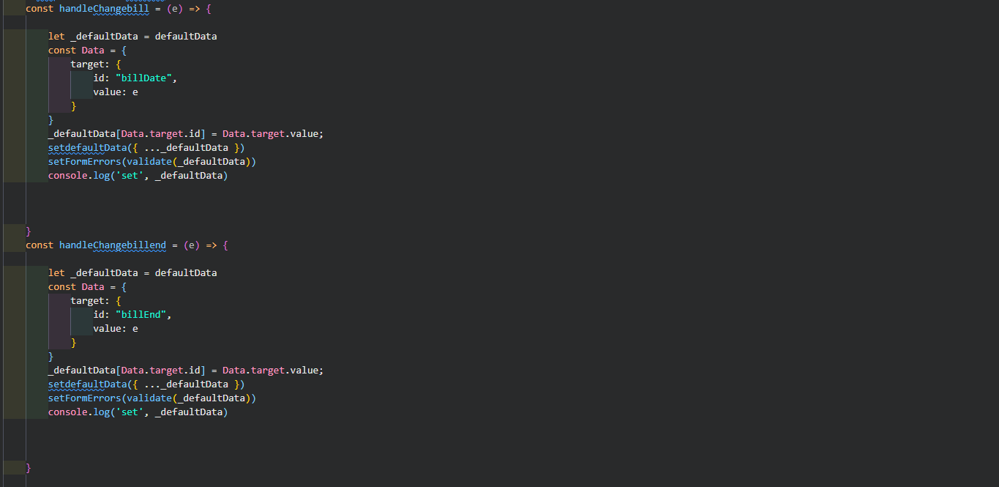 const handleChangebill = (e) => {
let _defaultData = defaultData
const Data = {
target: {
id: "billDate",
value: e
}
}
_defaultData[Data.target.id] = Data.target.value;
setdefaultData({ ..._defaultData })
setFormErrors(validate(_defaultData))
console.log('set', _defaultData)
}
const handleChangebillend = (e) => {
let _defaultData = defaultData
const Data = {
target: {
id: "billEnd",
value: e
}
}
_defaultData[Data.target.id] = Data.target.value;
setdefaultData({ ..._defaultData })
setFormErrors(validate(_defaultData))
console.log('set', _defaultData)
}